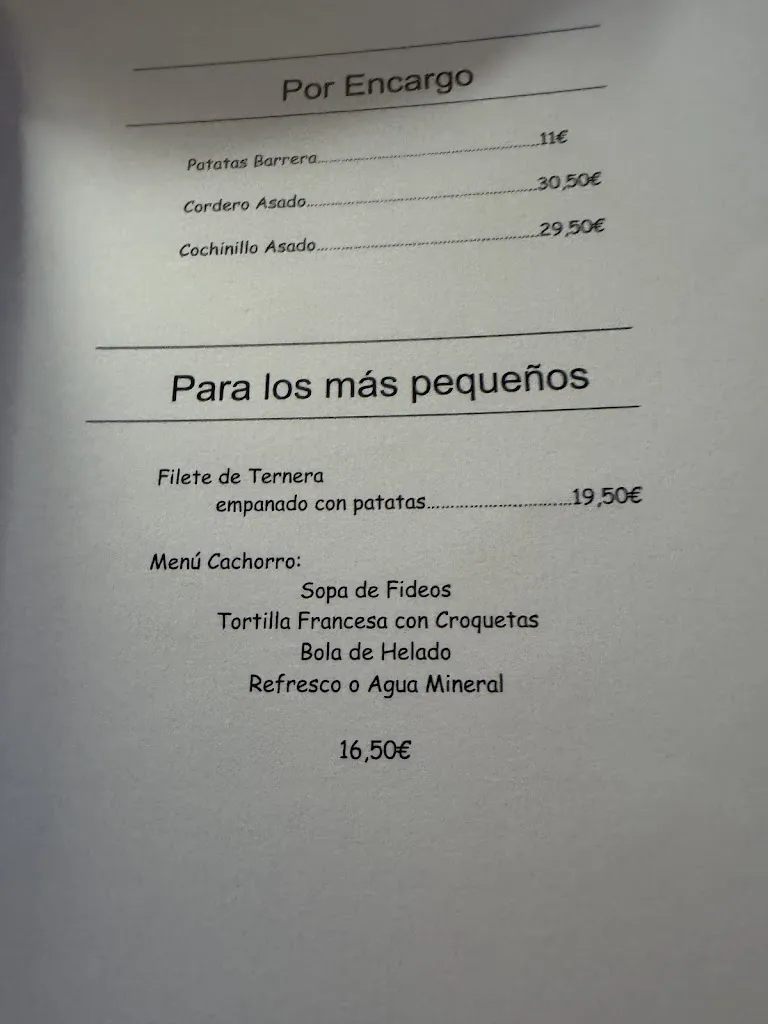 Por Encargo
Patatas Barrera..............................11€
Cordero Asado..............................30,50€
Cochinillo Asado..............................29,50€
Para los más pequeños
Filete de Ternera
empanado con patatas..............................19,50€
Menú Cachorro:
Sopa de Fideos
Tortilla Francesa con Croquetas
Bola de Helado
Refresco o Agua Mineral
16,50€